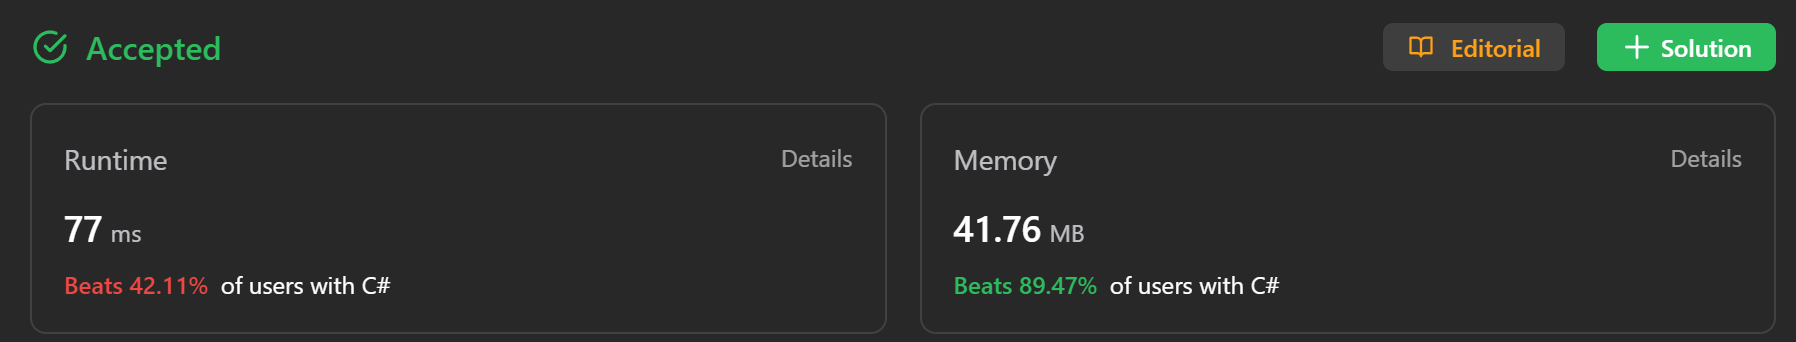 Accepted
Editorial
Solution
Runtime
Details
77 ms
Beats 42.11% of users with C#
Memory
Details
41.76 MB
Beats 89.47% of users with C#